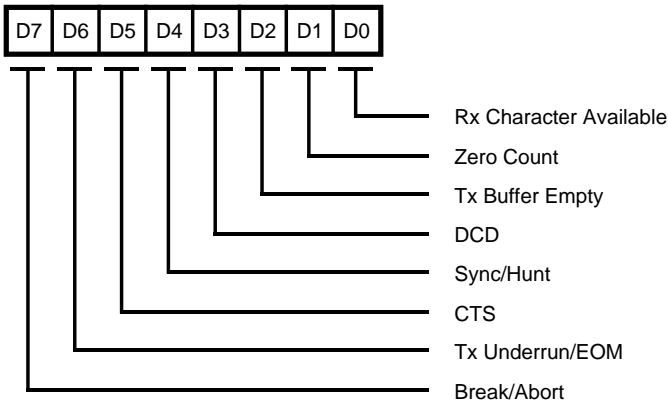 D7 D6 D5 D4 D3 D2 D1 D0
Rx Character Available
Zero Count
Tx Buffer Empty
DCD
Sync/Hunt
CTS
Tx Underrun/EOM
Break/Abort